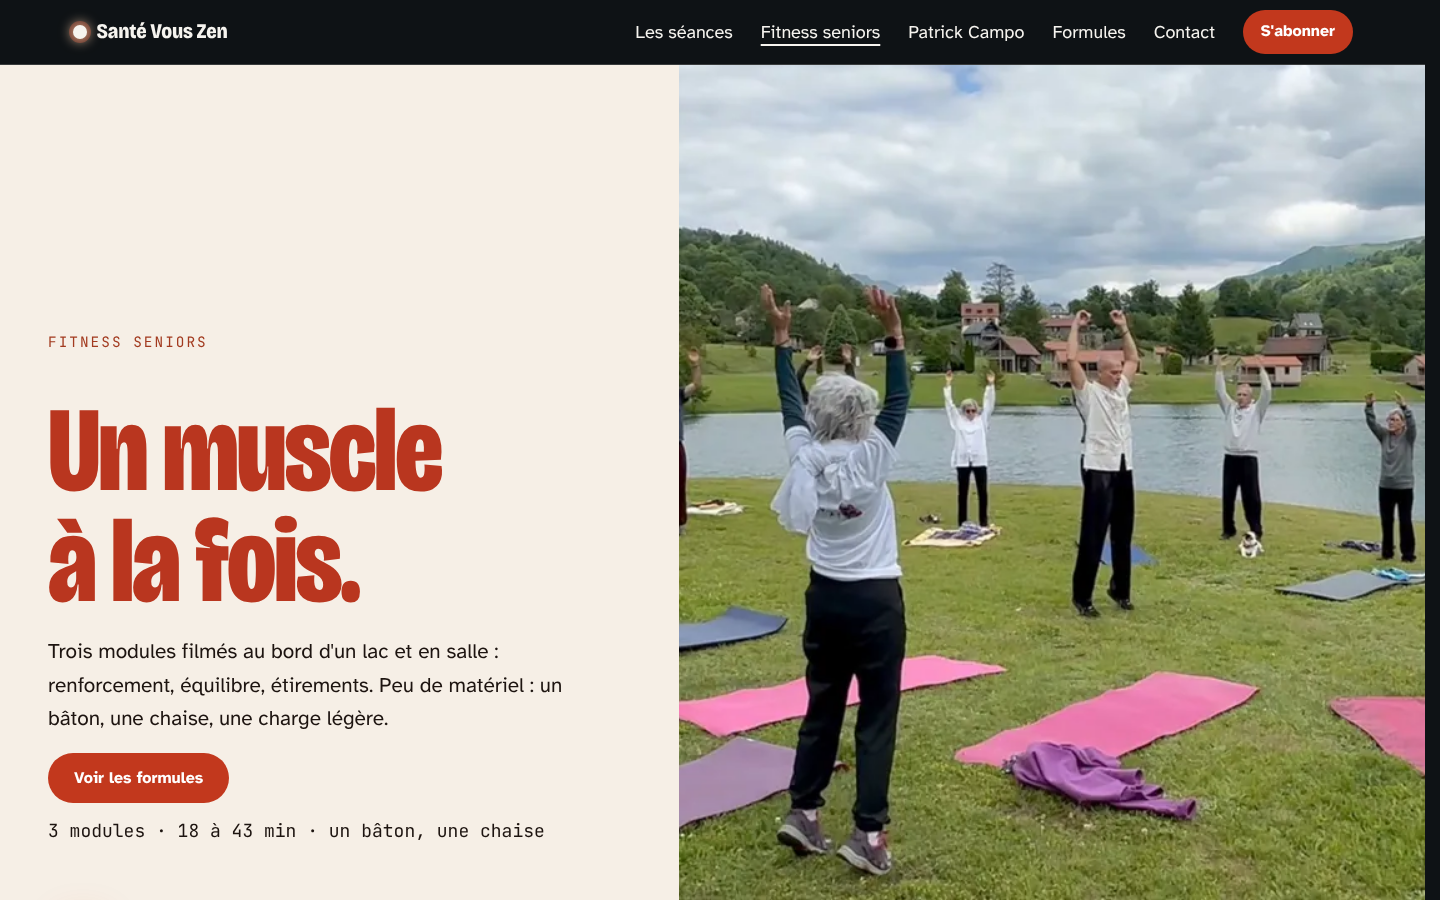 Santé Vous Zen
Les séances
Fitness seniors
Patrick Campo
Formules
Contact
S'abonner
FITNESS SENIORS
Un muscle
à la fois.
Trois modules filmés au bord d'un lac et en salle :
renforcement, équilibre, étirements. Peu de matériel : un
bâton, une chaise, une charge légère.
Voir les formules
3 modules · 18 à 43 min · un bâton, une chaise